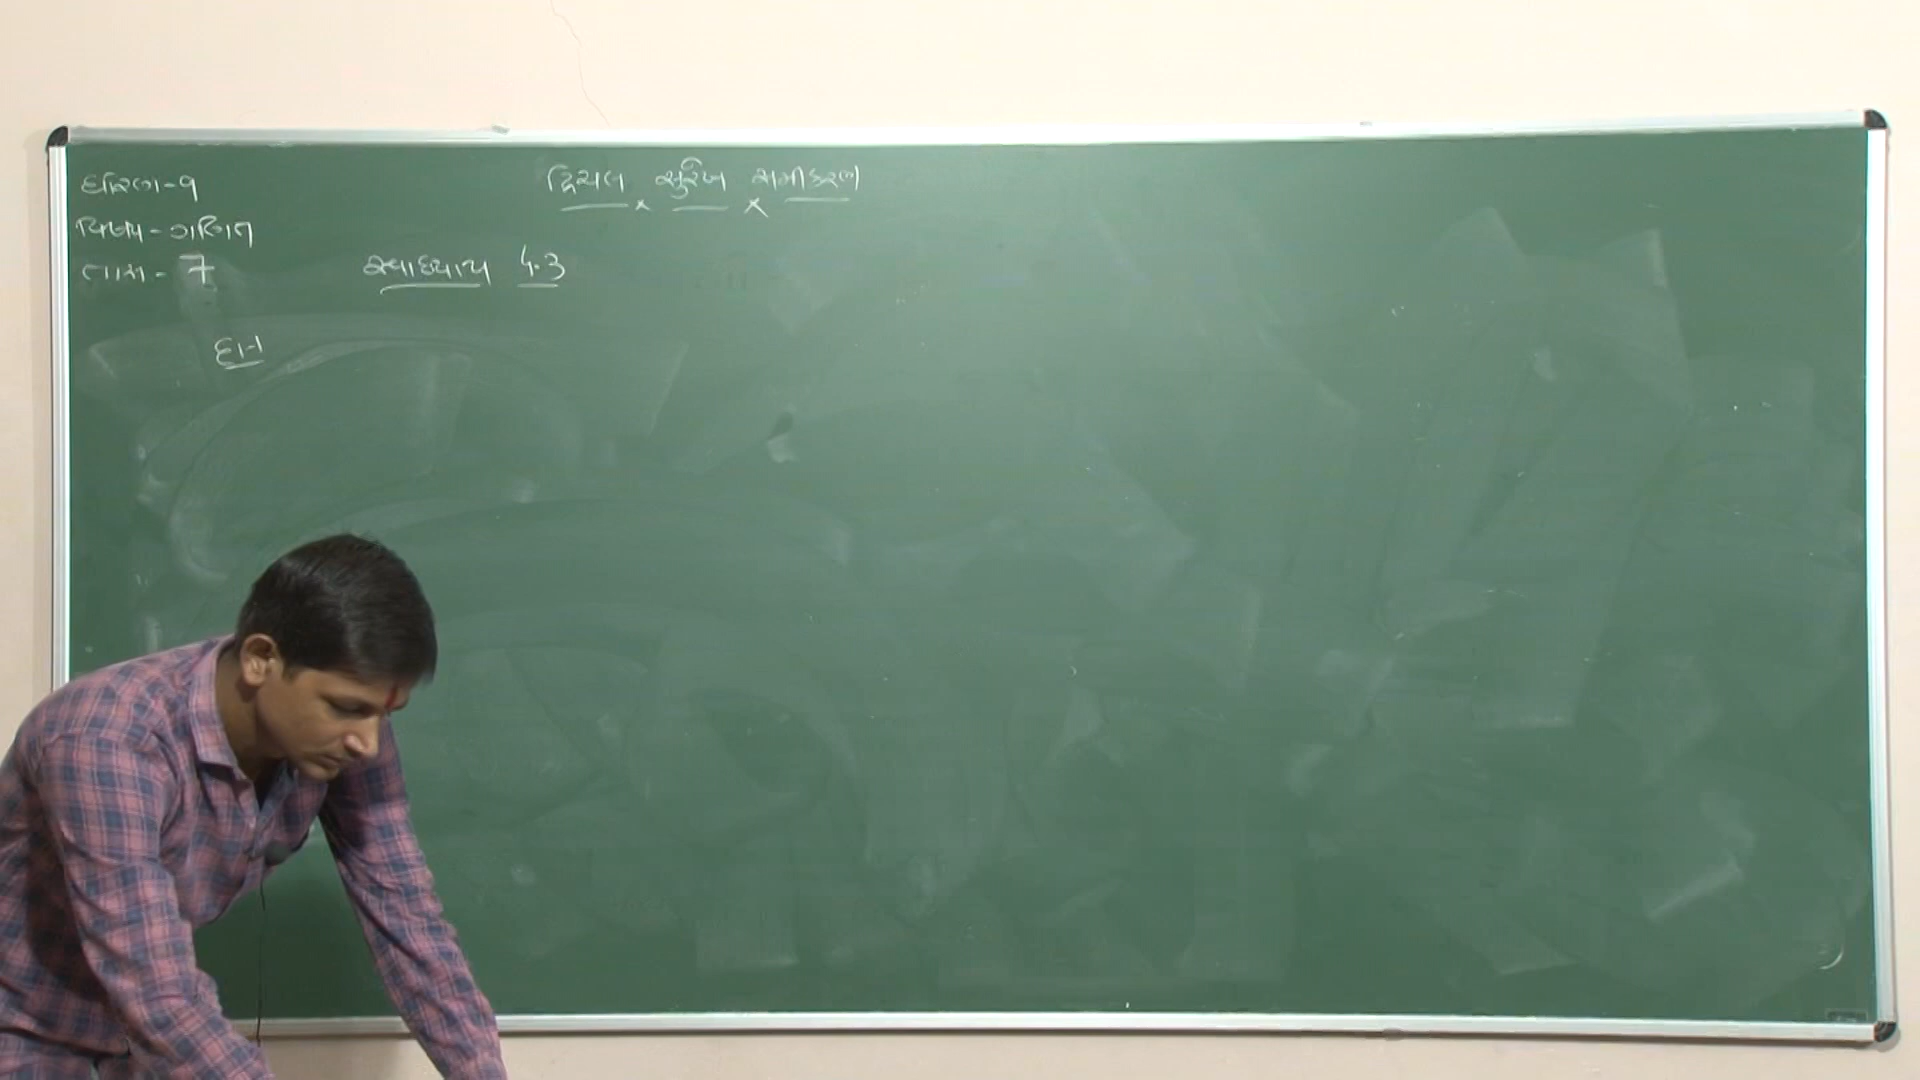 ધોરણ-9
દ્વિચલ સુરેખ સમીકરણ
વિષય - ગણિત
તાસ - 7
સ્વાધ્યાય 4.3
દા-1